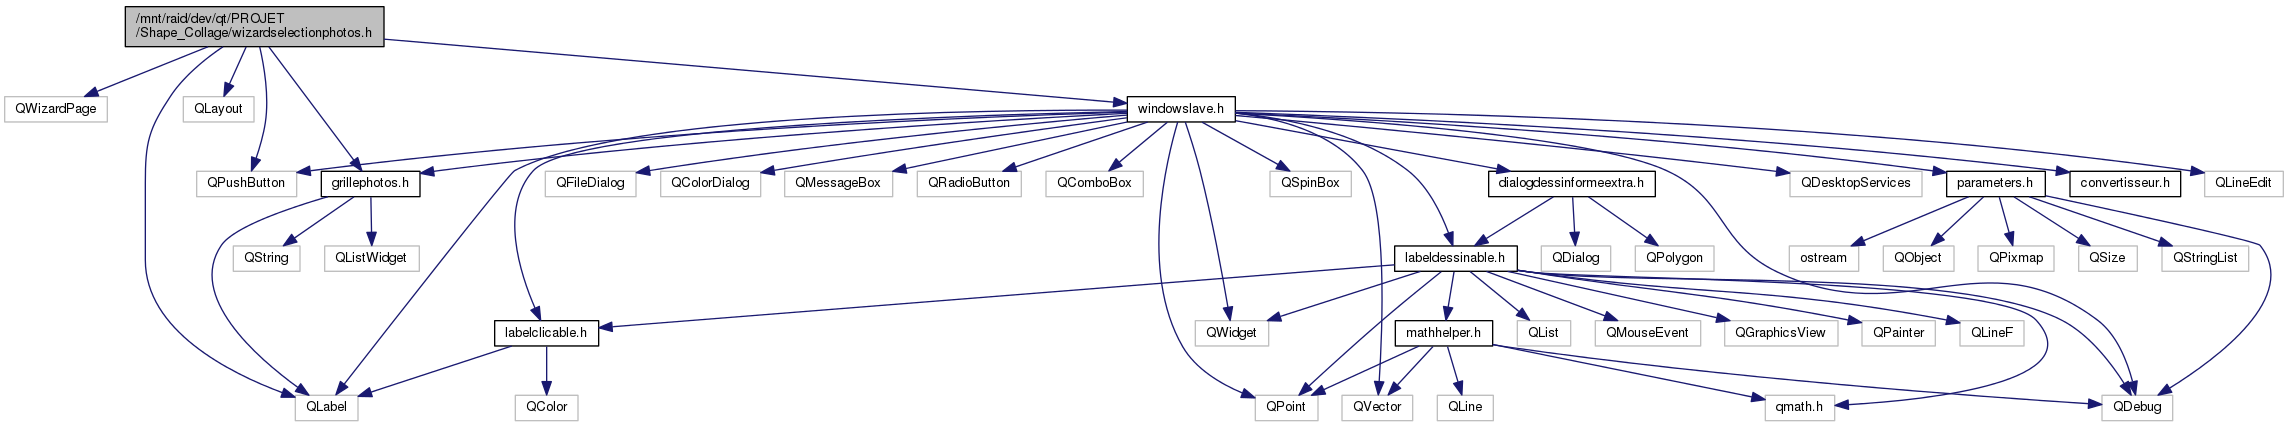 /mnt/raid/dev/qt/PROJET
/Shape_Collage/wizardselectionphotos.h
QWizardPage
QLayout
windowslave.h
QPushButton
grillephotos.h
QFileDialog
QColorDialog
QMessageBox
QRadioButton
QComboBox
QSpinBox
dialogdessinformeextra.h
QDesktopServices
parameters.h
convertisseur.h
QLineEdit
QString
QListWidget
labeldessinable.h
QDialog
QPolygon
ostream
QObject
QPixmap
QSize
QStringList
labelclicable.h
QWidget
mathhelper.h
QList
QMouseEvent
QGraphicsView
QPainter
QLineF
QLabel
QColor
QPoint
QVector
QLine
qmath.h
QDebug